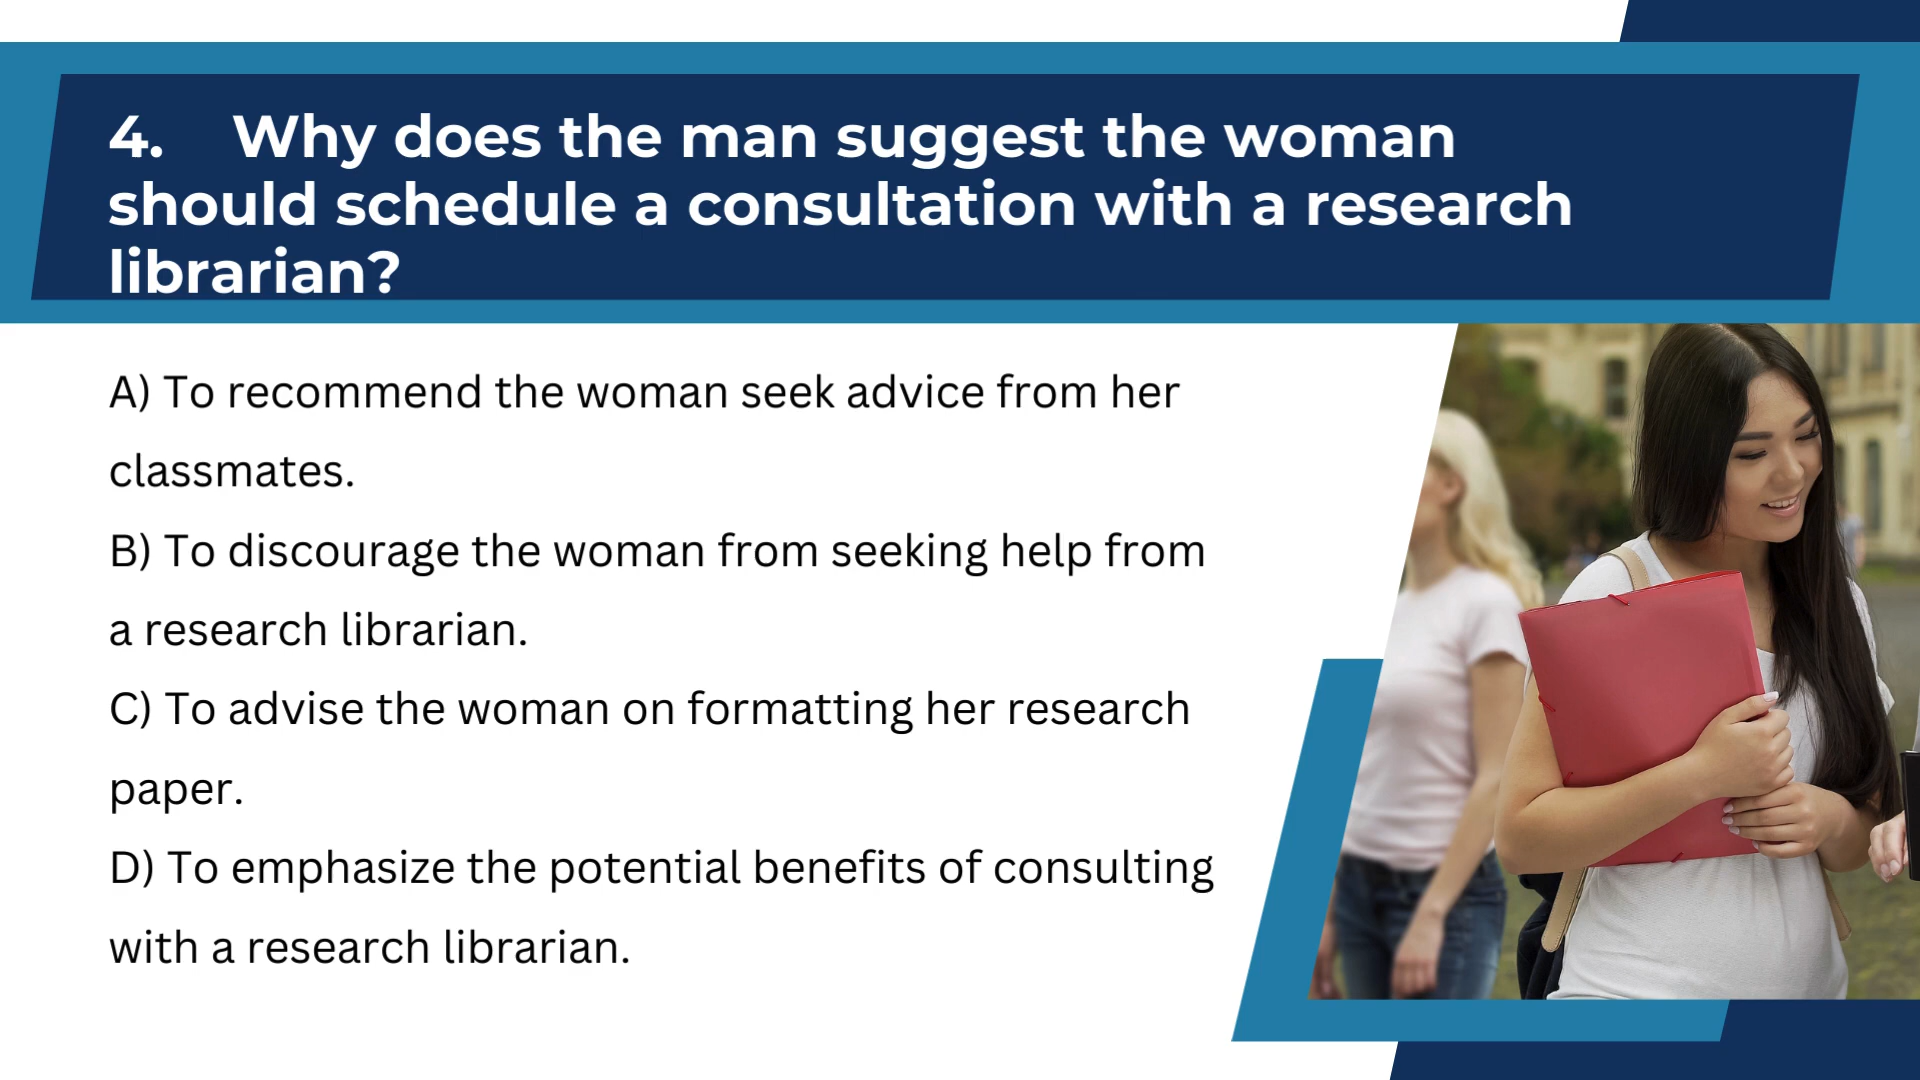 4. Why does the man suggest the woman
should schedule a consultation with a research
librarian?
A) To recommend the woman seek advice from her
classmates.
B) To discourage the woman from seeking help from
a research librarian.
C) To advise the woman on formatting her research
paper.
D) To emphasize the potential benefits of consulting
with a research librarian.